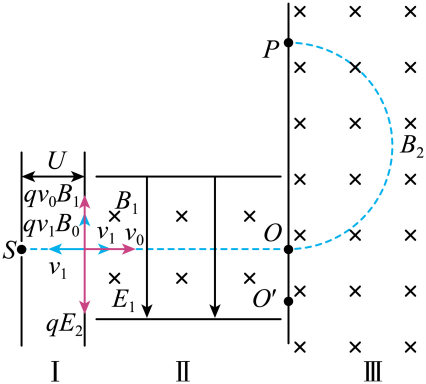 P
B₂
U
qv₀B₁
B₁
qv₁B₀
v₁
v₀
S
O
v₁
E₁
O′
qE₂
Ⅰ
Ⅱ
Ⅲ